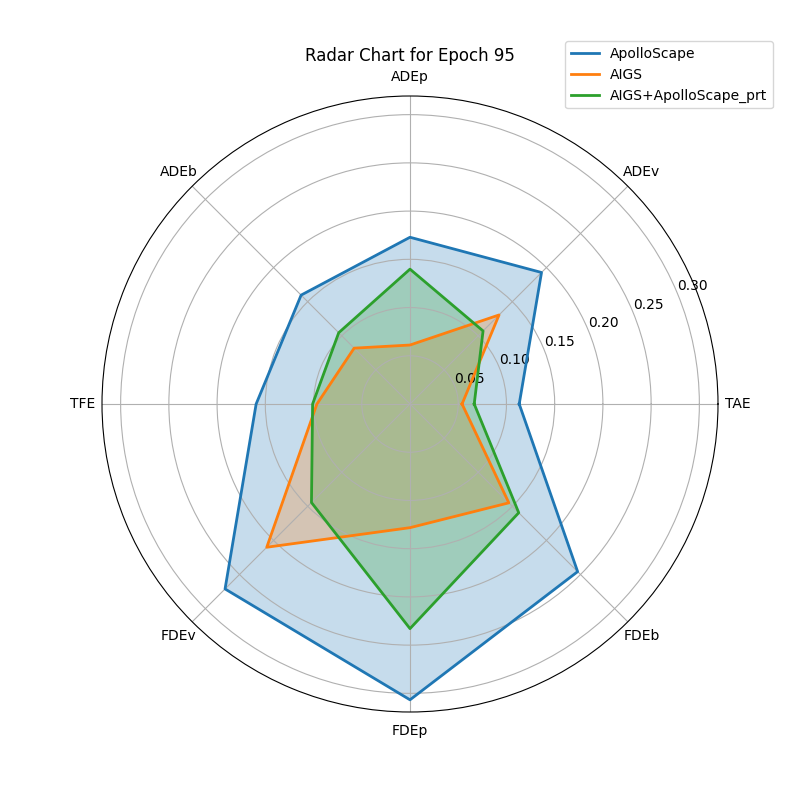 Radar Chart for Epoch 95
ApolloScape
AIGS
AIGS+ApolloScape_prt
ADEp
ADEb
ADEv
0.30
0.25
0.20
0.15
0.10
0.05
TFE
TAE
FDEv
FDEb
FDEp